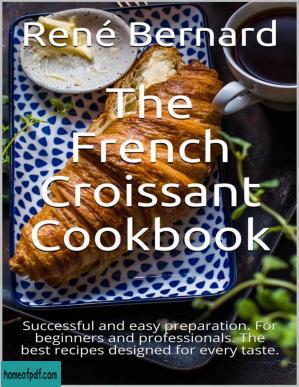 René Bernard
The
French
Croissant
Cookbook
Successful and easy preparation. For
beginners and professionals. The
best recipes designed for every taste.
homeofpdf.com